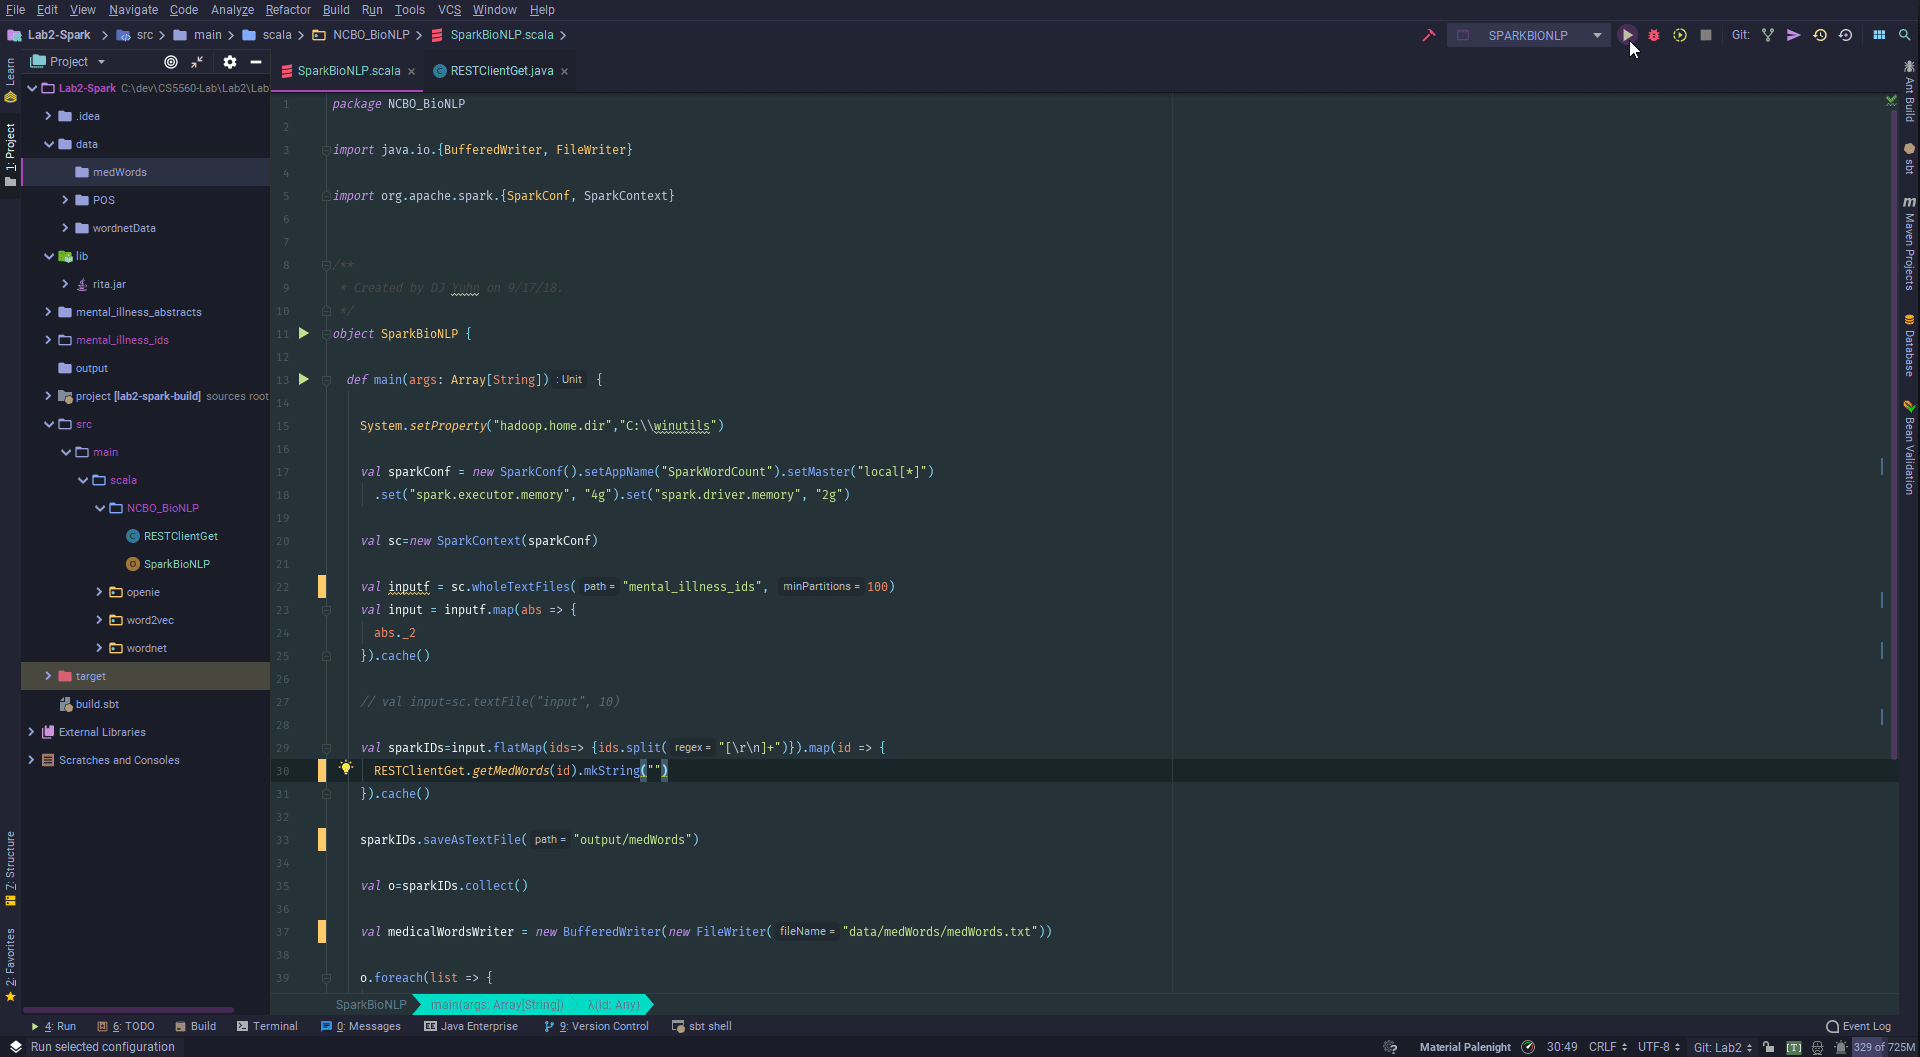 File Edit View Navigate Code Analyze Refactor Build Run Tools VCS Window Help
Lab2-Spark src main scala NCBO_BioNLP SparkBioNLP.scala SPARKBIONLP Git:
Project SparkBioNLP.scala RESTClientGet.java
Learn
1: Project
7: Structure
2: Favorites
Lab2-Spark C:\dev\CS5560-Lab\Lab2\Lab
.idea
data
medWords
POS
wordnetData
lib
rita.jar
mental_illness_abstracts
mental_illness_ids
output
project [lab2-spark-build] sources root
src
main
scala
NCBO_BioNLP
RESTClientGet
SparkBioNLP
openie
word2vec
wordnet
target
build.sbt
External Libraries
Scratches and Consoles
1 package NCBO_BioNLP
2
3 import java.io.{BufferedWriter, FileWriter}
4
5 import org.apache.spark.{SparkConf, SparkContext}
6
7
8 /**
9 * Created by DJ Yuhn on 9/17/18.
10 */
11 object SparkBioNLP {
12
13 def main(args: Array[String]) : Unit {
14
15 System.setProperty("hadoop.home.dir","C:\\winutils")
16
17 val sparkConf = new SparkConf().setAppName("SparkWordCount").setMaster("local[*]")
18 .set("spark.executor.memory", "4g").set("spark.driver.memory", "2g")
19
20 val sc=new SparkContext(sparkConf)
21
22 val inputf = sc.wholeTextFiles( path = "mental_illness_ids", minPartitions = 100)
23 val input = inputf.map(abs => {
24 abs._2
25 }).cache()
26
27 // val input=sc.textFile("input", 10)
28
29 val sparkIDs=input.flatMap(ids=> {ids.split( regex = "[\r\n]+")}).map(id => {
30 RESTClientGet.getMedWords(id).mkString("")
31 }).cache()
32
33 sparkIDs.saveAsTextFile( path = "output/medWords")
34
35 val o=sparkIDs.collect()
36
37 val medicalWordsWriter = new BufferedWriter(new FileWriter( fileName = "data/medWords/medWords.txt"))
38
39 o.foreach(list => {
SparkBioNLP main(args: Array[String]) λ(id: Any)
Ant Build
sbt
m Maven Projects
Database
Bean Validation
4: Run 6: TODO Build Terminal 0: Messages Java Enterprise 9: Version Control sbt shell Event Log
Run selected configuration Material Palenight 30:49 CRLF UTF-8 Git: Lab2 [T] 329 of 725M